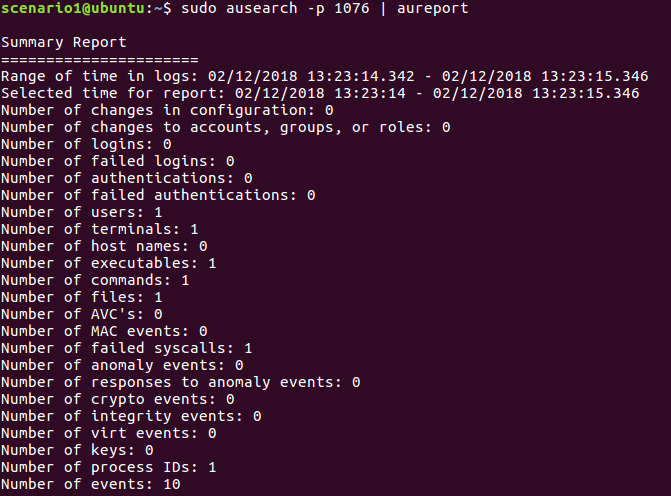 scenario1@ubuntu:~$ sudo ausearch -p 1076 | aureport
Summary Report
======================
Range of time in logs: 02/12/2018 13:23:14.342 - 02/12/2018 13:23:15.346
Selected time for report: 02/12/2018 13:23:14 - 02/12/2018 13:23:15.346
Number of changes in configuration: 0
Number of changes to accounts, groups, or roles: 0
Number of logins: 0
Number of failed logins: 0
Number of authentications: 0
Number of failed authentications: 0
Number of users: 1
Number of terminals: 1
Number of host names: 0
Number of executables: 1
Number of commands: 1
Number of files: 1
Number of AVC's: 0
Number of MAC events: 0
Number of failed syscalls: 1
Number of anomaly events: 0
Number of responses to anomaly events: 0
Number of crypto events: 0
Number of integrity events: 0
Number of virt events: 0
Number of keys: 0
Number of process IDs: 1
Number of events: 10